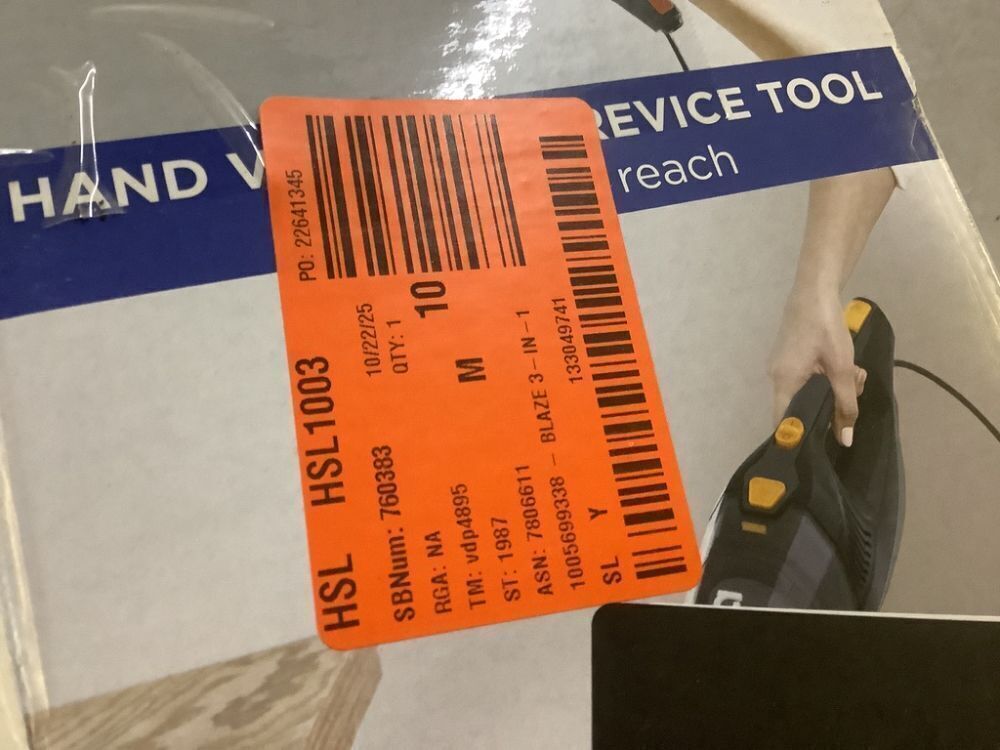 HAND V
REVICE TOOL
reach
HSL HSL1003
PO: 22641345
SBNum: 760383
10/22/25
RGA: NA
QTY: 1
TM: vdp4895
10
ST: 1987
M
ASN: 7806611
1005699338 - BLAZE 3-IN-1
SL Y
133049741